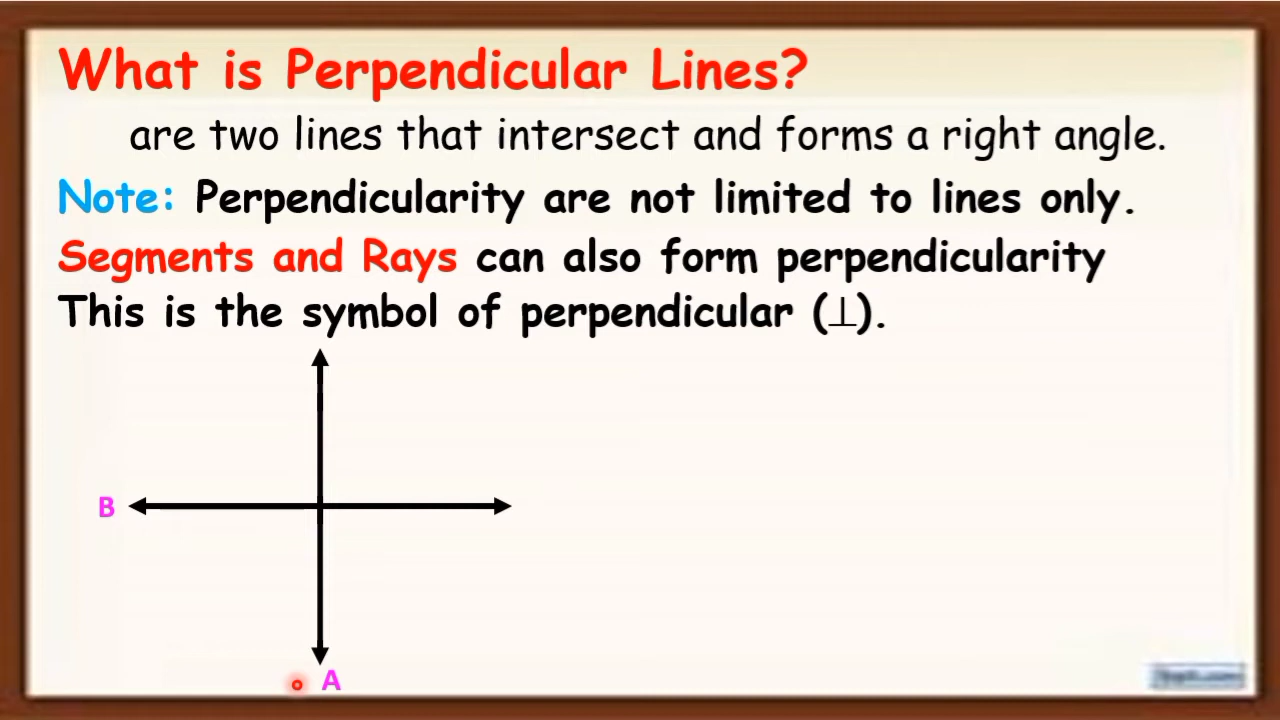 What is Perpendicular Lines?
are two lines that intersect and forms a right angle.
Note: Perpendicularity are not limited to lines only.
Segments and Rays can also form perpendicularity
This is the symbol of perpendicular (⊥).
B
A